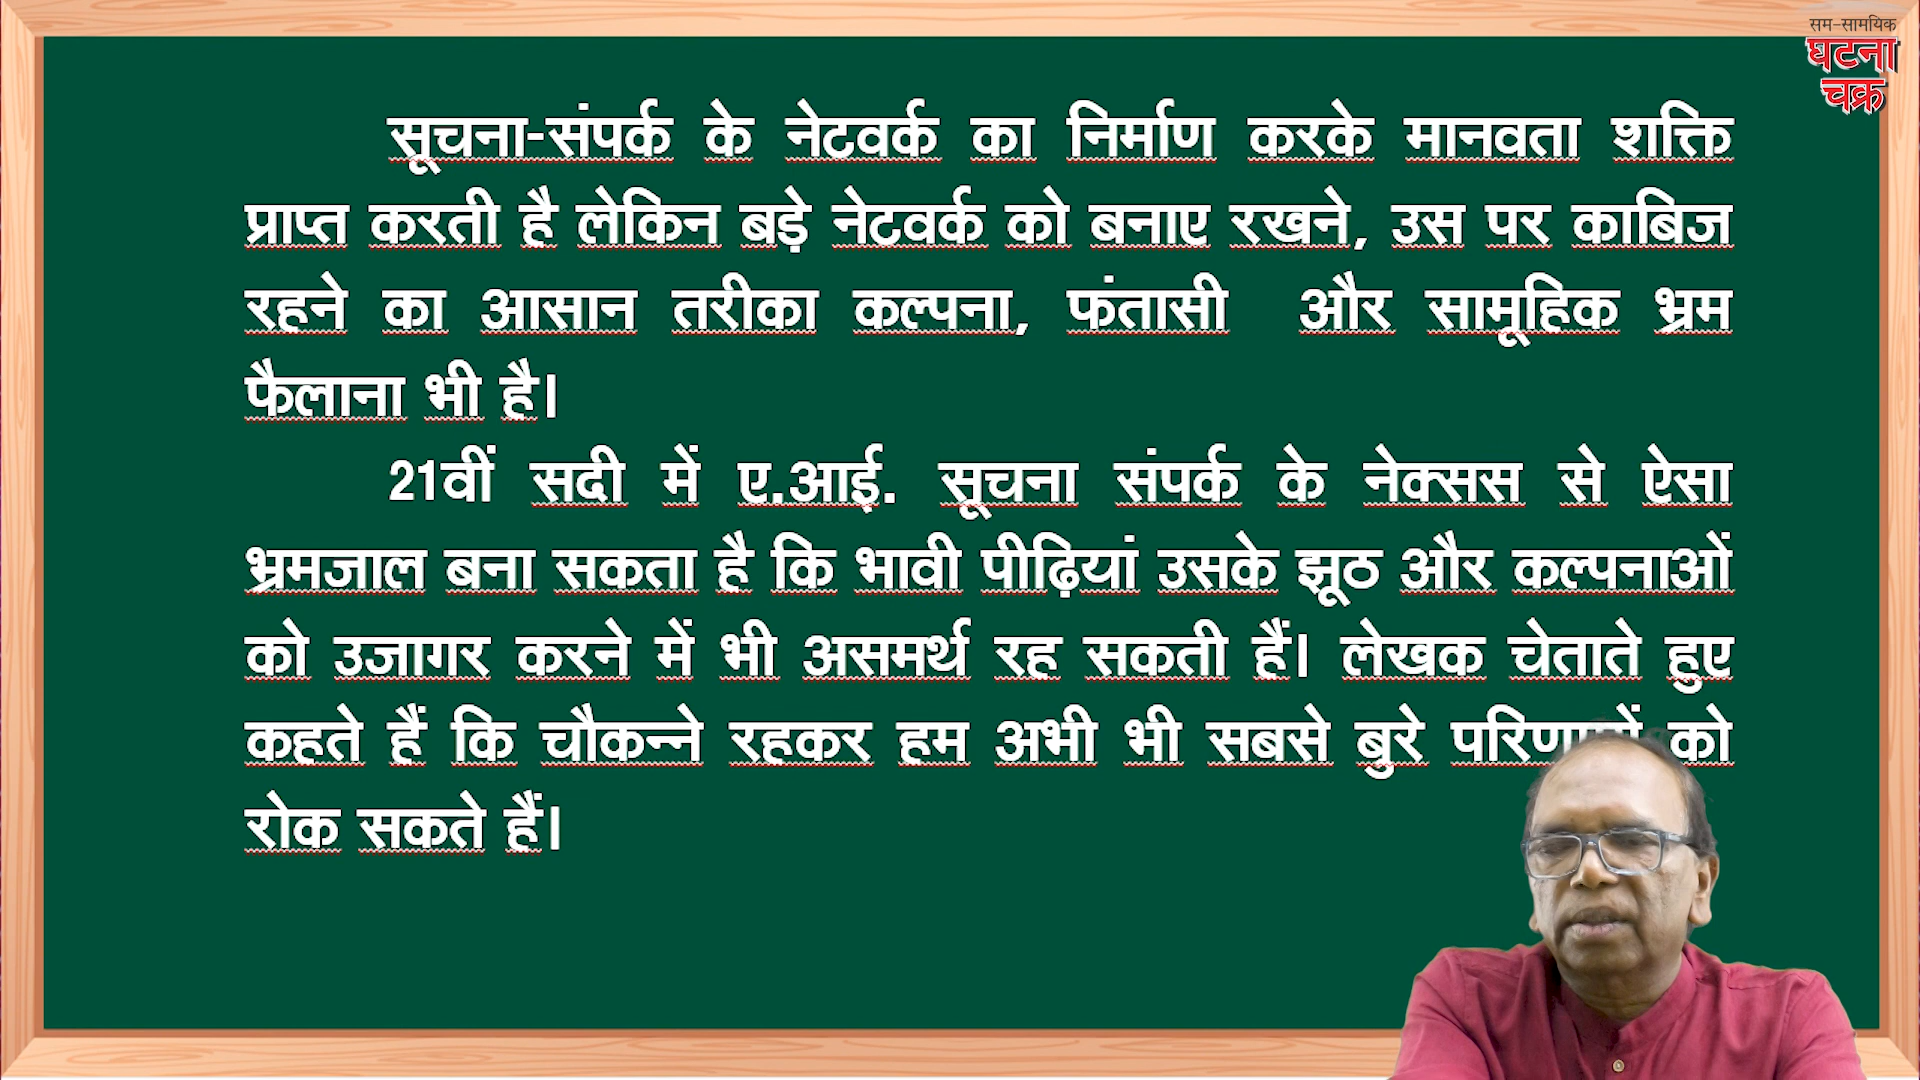 सम-सामयिक
घटना
चक्र
सूचना-संपर्क के नेटवर्क का निर्माण करके मानवता शक्ति
प्राप्त करती है लेकिन बड़े नेटवर्क को बनाए रखने, उस पर काबिज
रहने का आसान तरीका कल्पना, फंतासी और सामूहिक भ्रम
फैलाना भी है।
21वीं सदी में ए.आई. सूचना संपर्क के नेक्सस से ऐसा
भ्रमजाल बना सकता है कि भावी पीढ़ियां उसके झूठ और कल्पनाओं
को उजागर करने में भी असमर्थ रह सकती हैं। लेखक चेताते हुए
कहते हैं कि चौकन्ने रहकर हम अभी भी सबसे बुरे परिणामों को
रोक सकते हैं।